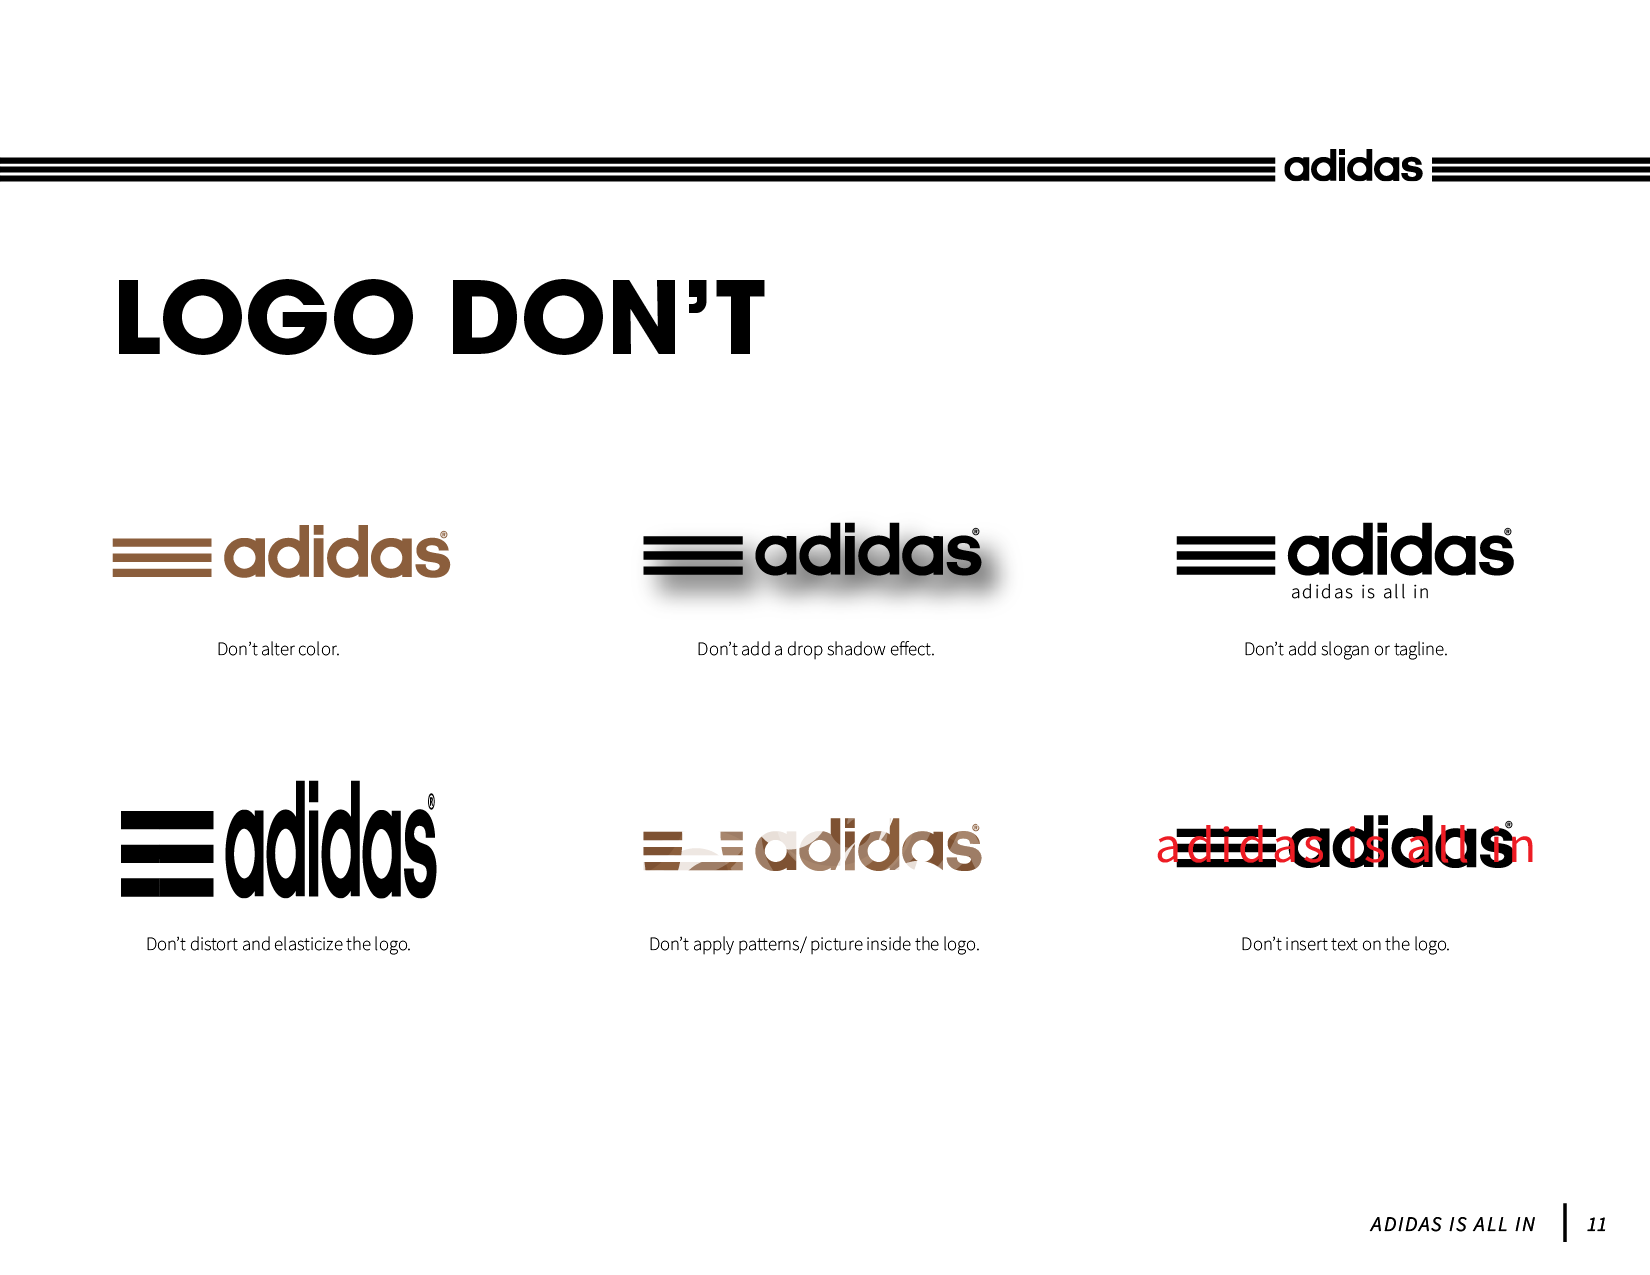 adidas
LOGO DON’T
adidas®
adidas®
adidas®
adidas is all in
Don’t alter color.
Don’t add a drop shadow effect.
Don’t add slogan or tagline.
adidas®
adidas®
adidas®
adidas is all in
Don’t distort and elasticize the logo.
Don’t apply patterns/ picture inside the logo.
Don’t insert text on the logo.
ADIDAS IS ALL IN
11